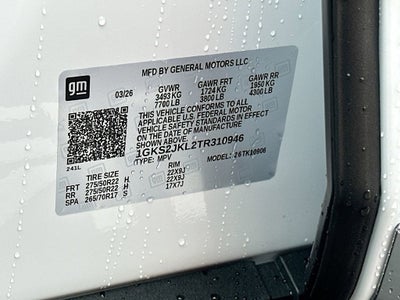 gm
MFD BY GENERAL MOTORS LLC
03/26 GVWR GAWR FRT GAWR RR
3493 KG 1724 KG 1950 KG
7700 LB 3800 LB 4300 LB
THIS VEHICLE CONFORMS TO ALL
APPLICABLE U.S. FEDERAL MOTOR
VEHICLE SAFETY STANDARDS IN EFFECT
ON THE DATE OF MANUFACTURE
SHOWN ABOVE.
1GKS2JKL2TR310946
TYPE: MPV MODEL: 26TK10906
241L
TIRE SIZE RIM
FRT 275/50R22 H 22X9J
RR 275/50R22 H 22X9J
SPA 265/70R17 S 17X7J